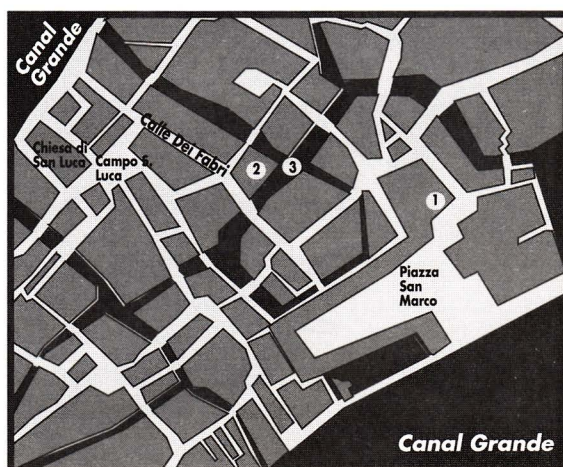 Canal
Grande
Calle Dei Fabri
Chiesa di
San Luca
Campo S.
Luca
2
3
1
Piazza
San
Marco
Canal Grande